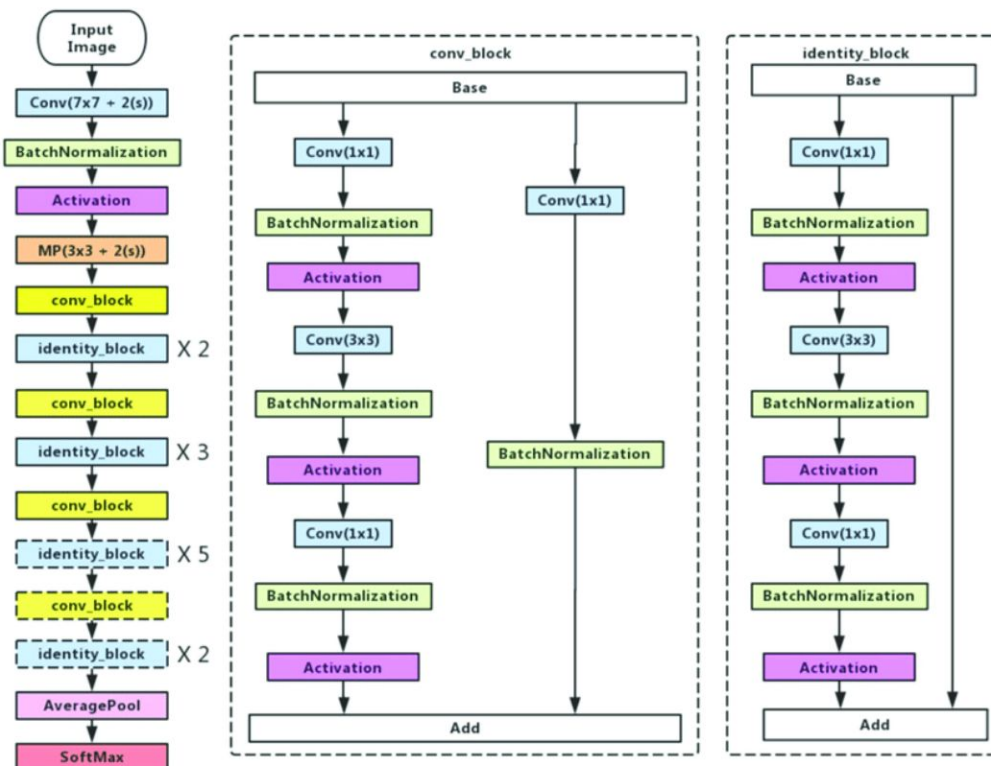 Input
Image
Conv(7x7 + 2(s))
BatchNormalization
Activation
MP(3x3 + 2(s))
conv_block
identity_block X 2
conv_block
identity_block X 3
conv_block
identity_block X 5
conv_block
identity_block X 2
AveragePool
SoftMax
conv_block
Base
Conv(1x1)
BatchNormalization
Activation
Conv(3x3)
BatchNormalization
Activation
Conv(1x1)
BatchNormalization
Activation
Conv(1x1)
BatchNormalization
Add
identity_block
Base
Conv(1x1)
BatchNormalization
Activation
Conv(3x3)
BatchNormalization
Activation
Conv(1x1)
BatchNormalization
Activation
Add